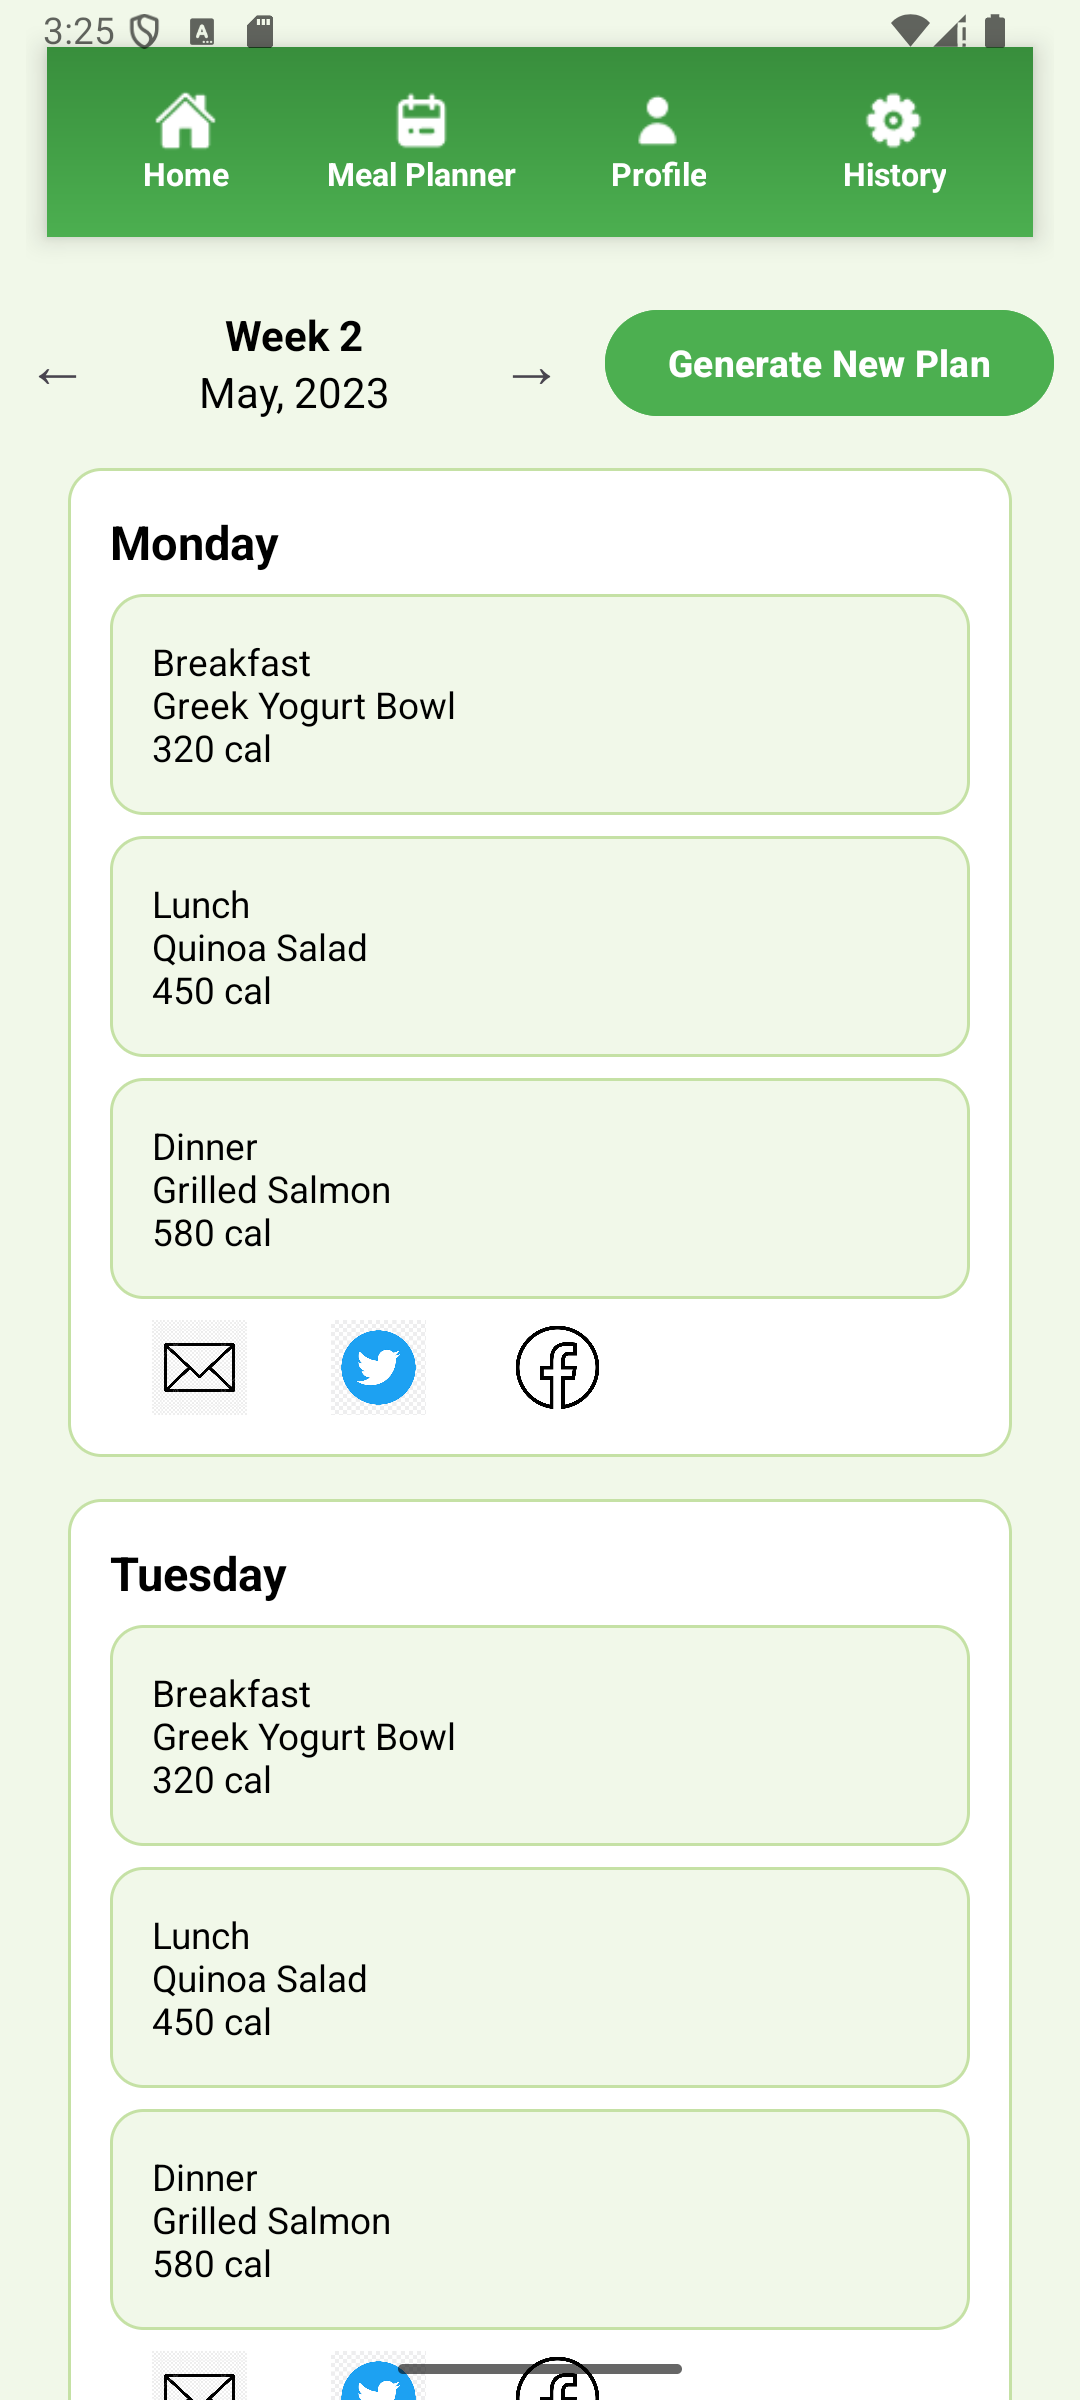 3:25
Home
Meal Planner
Profile
History
Week 2
May, 2023
←
→
Generate New Plan
Monday
Breakfast
Greek Yogurt Bowl
320 cal
Lunch
Quinoa Salad
450 cal
Dinner
Grilled Salmon
580 cal
Tuesday
Breakfast
Greek Yogurt Bowl
320 cal
Lunch
Quinoa Salad
450 cal
Dinner
Grilled Salmon
580 cal